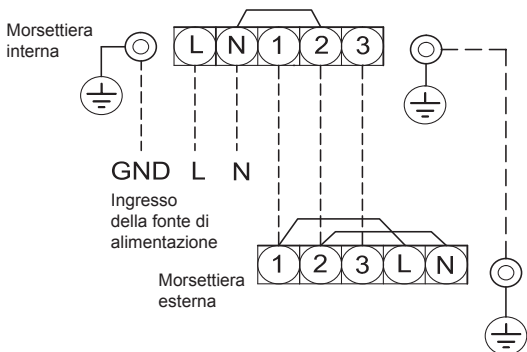 Morsettiera
interna
L N 1 2 3
GND L N
Ingresso
della fonte di
alimentazione
1 2 3 L N
Morsettiera
esterna